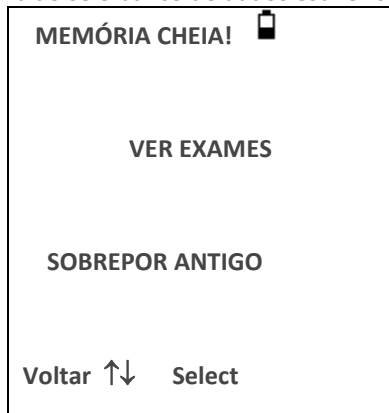 MEMÓRIA CHEIA!
VER EXAMES
SOBREPOR ANTIGO
Voltar ↑↓ Select